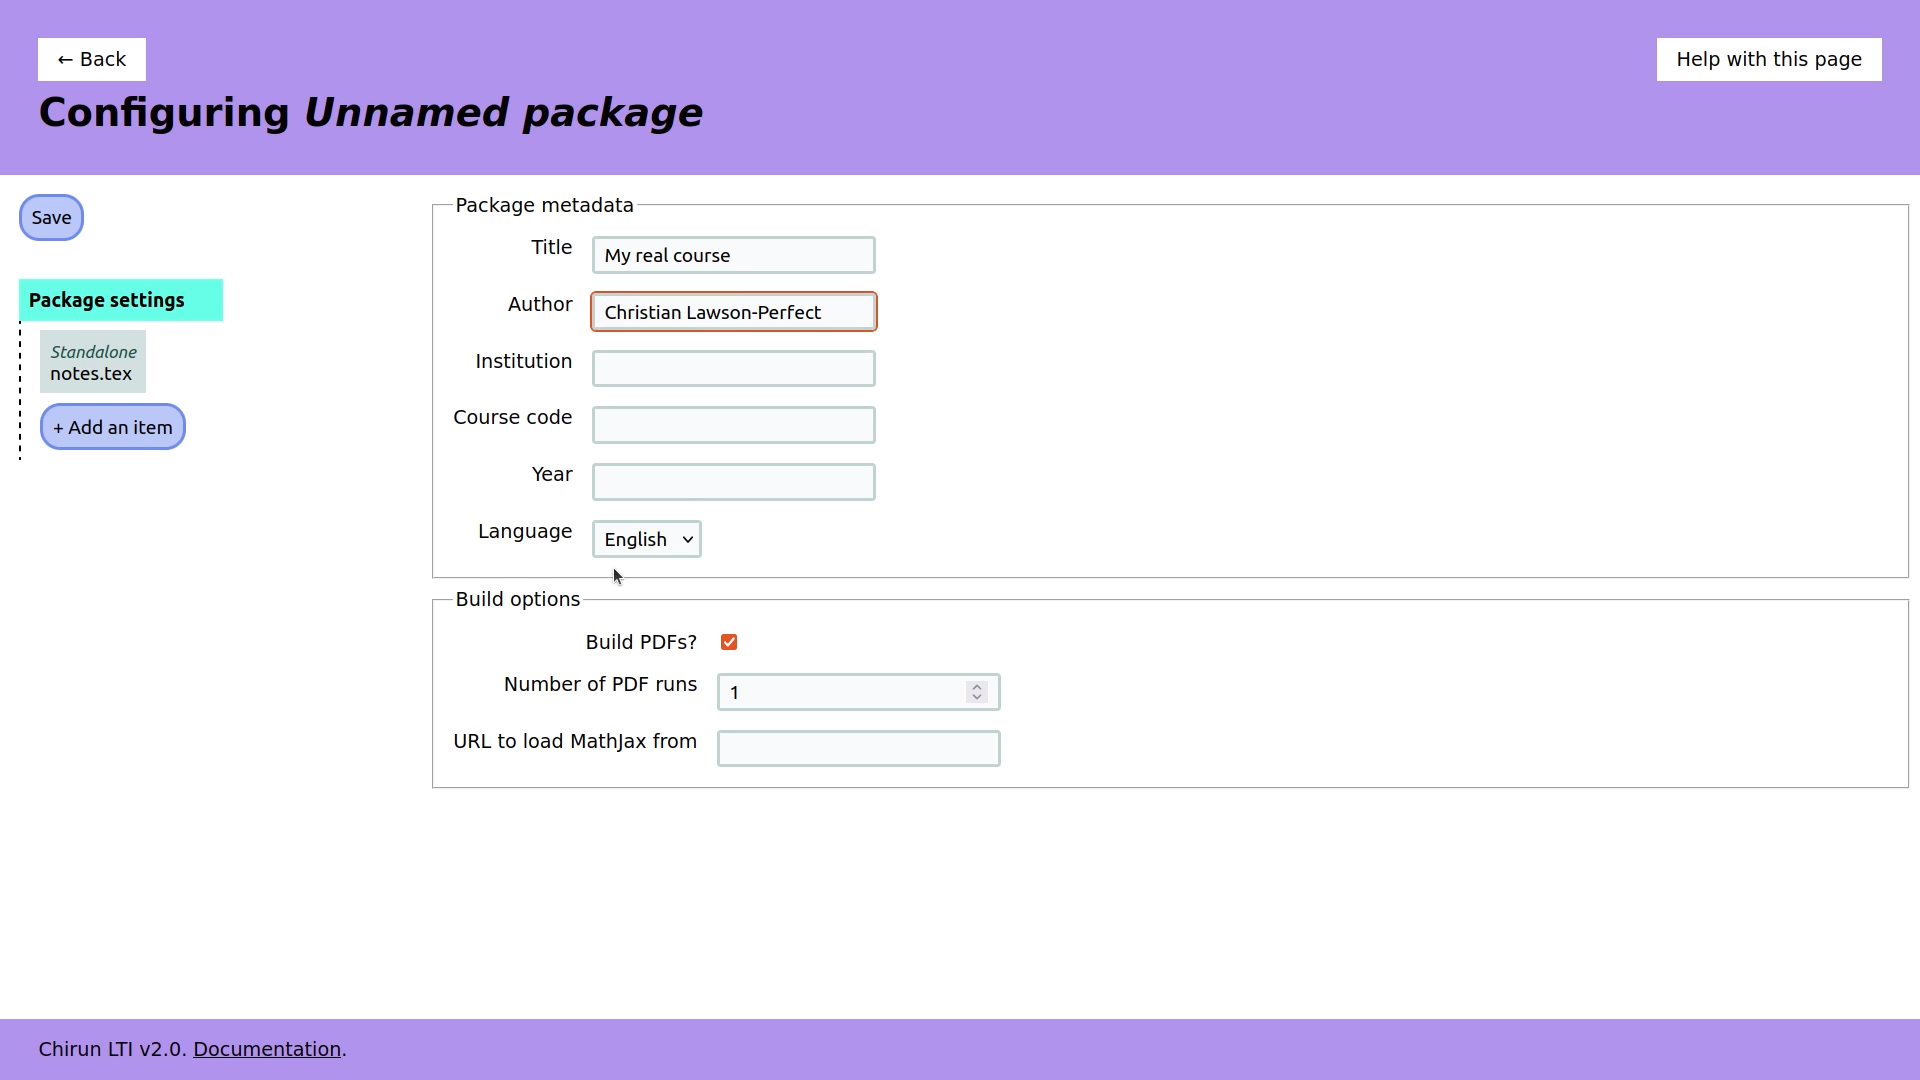 ← Back
Help with this page
Configuring Unnamed package
Save
Package settings
Standalone
notes.tex
+ Add an item
Package metadata
Title My real course
Author Christian Lawson-Perfect
Institution
Course code
Year
Language English
Build options
Build PDFs?
Number of PDF runs 1
URL to load MathJax from
Chirun LTI v2.0. Documentation.